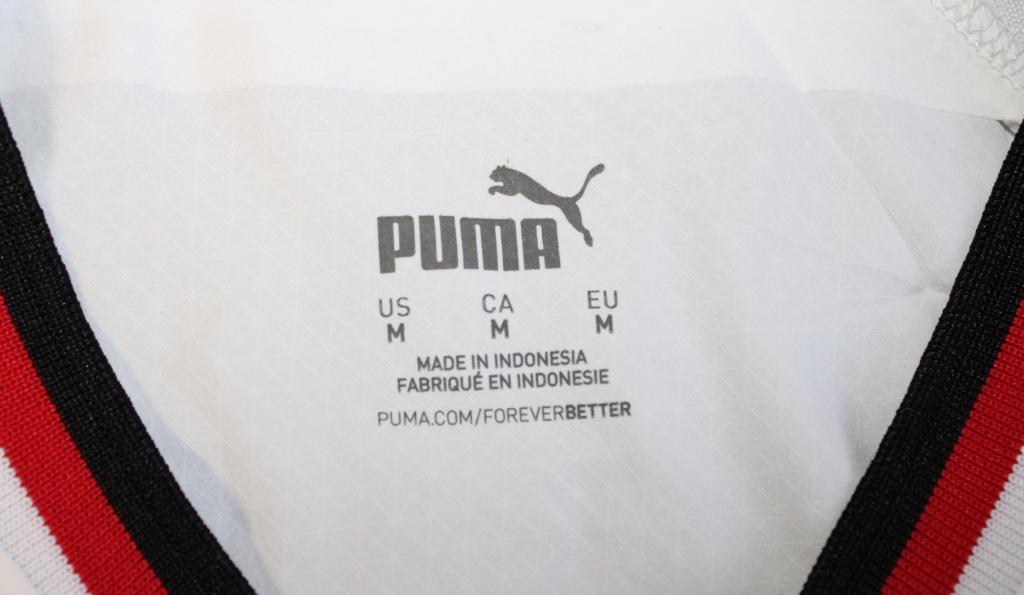 PUMA
US CA EU
M M M
MADE IN INDONESIA
FABRIQUÉ EN INDONESIE
PUMA.COM/FOREVERBETTER